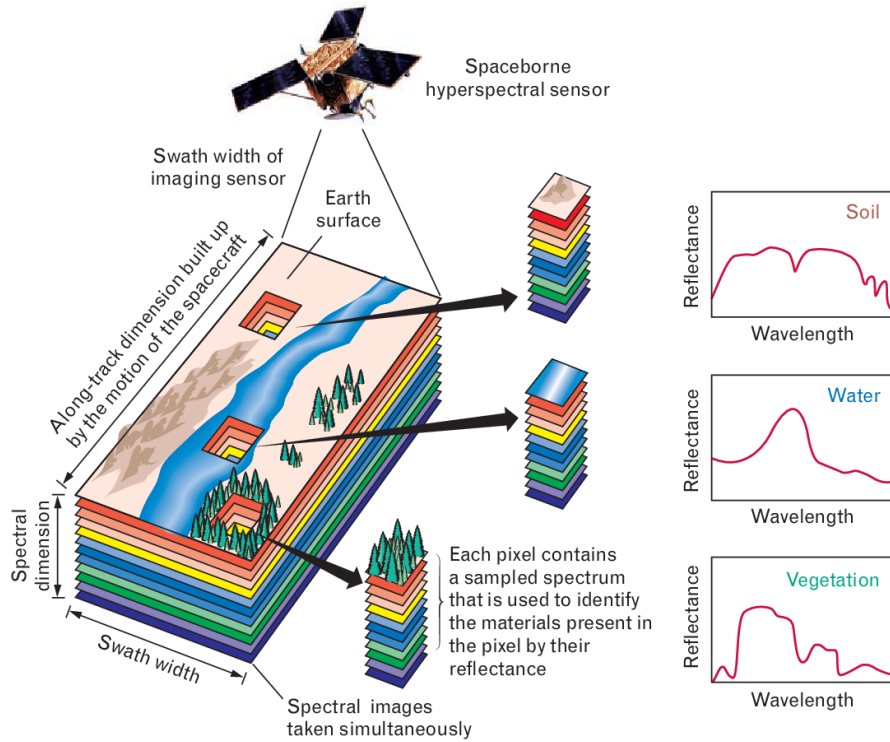 Spaceborne
hyperspectral sensor
Swath width of
imaging sensor
Earth
surface
Along-track dimension built up
by the motion of the spacecraft
Spectral
dimension
Swath width
Spectral images
taken simultaneously
Each pixel contains
a sampled spectrum
that is used to identify
the materials present in
the pixel by their
reflectance
Soil
Reflectance
Wavelength
Water
Reflectance
Wavelength
Vegetation
Reflectance
Wavelength